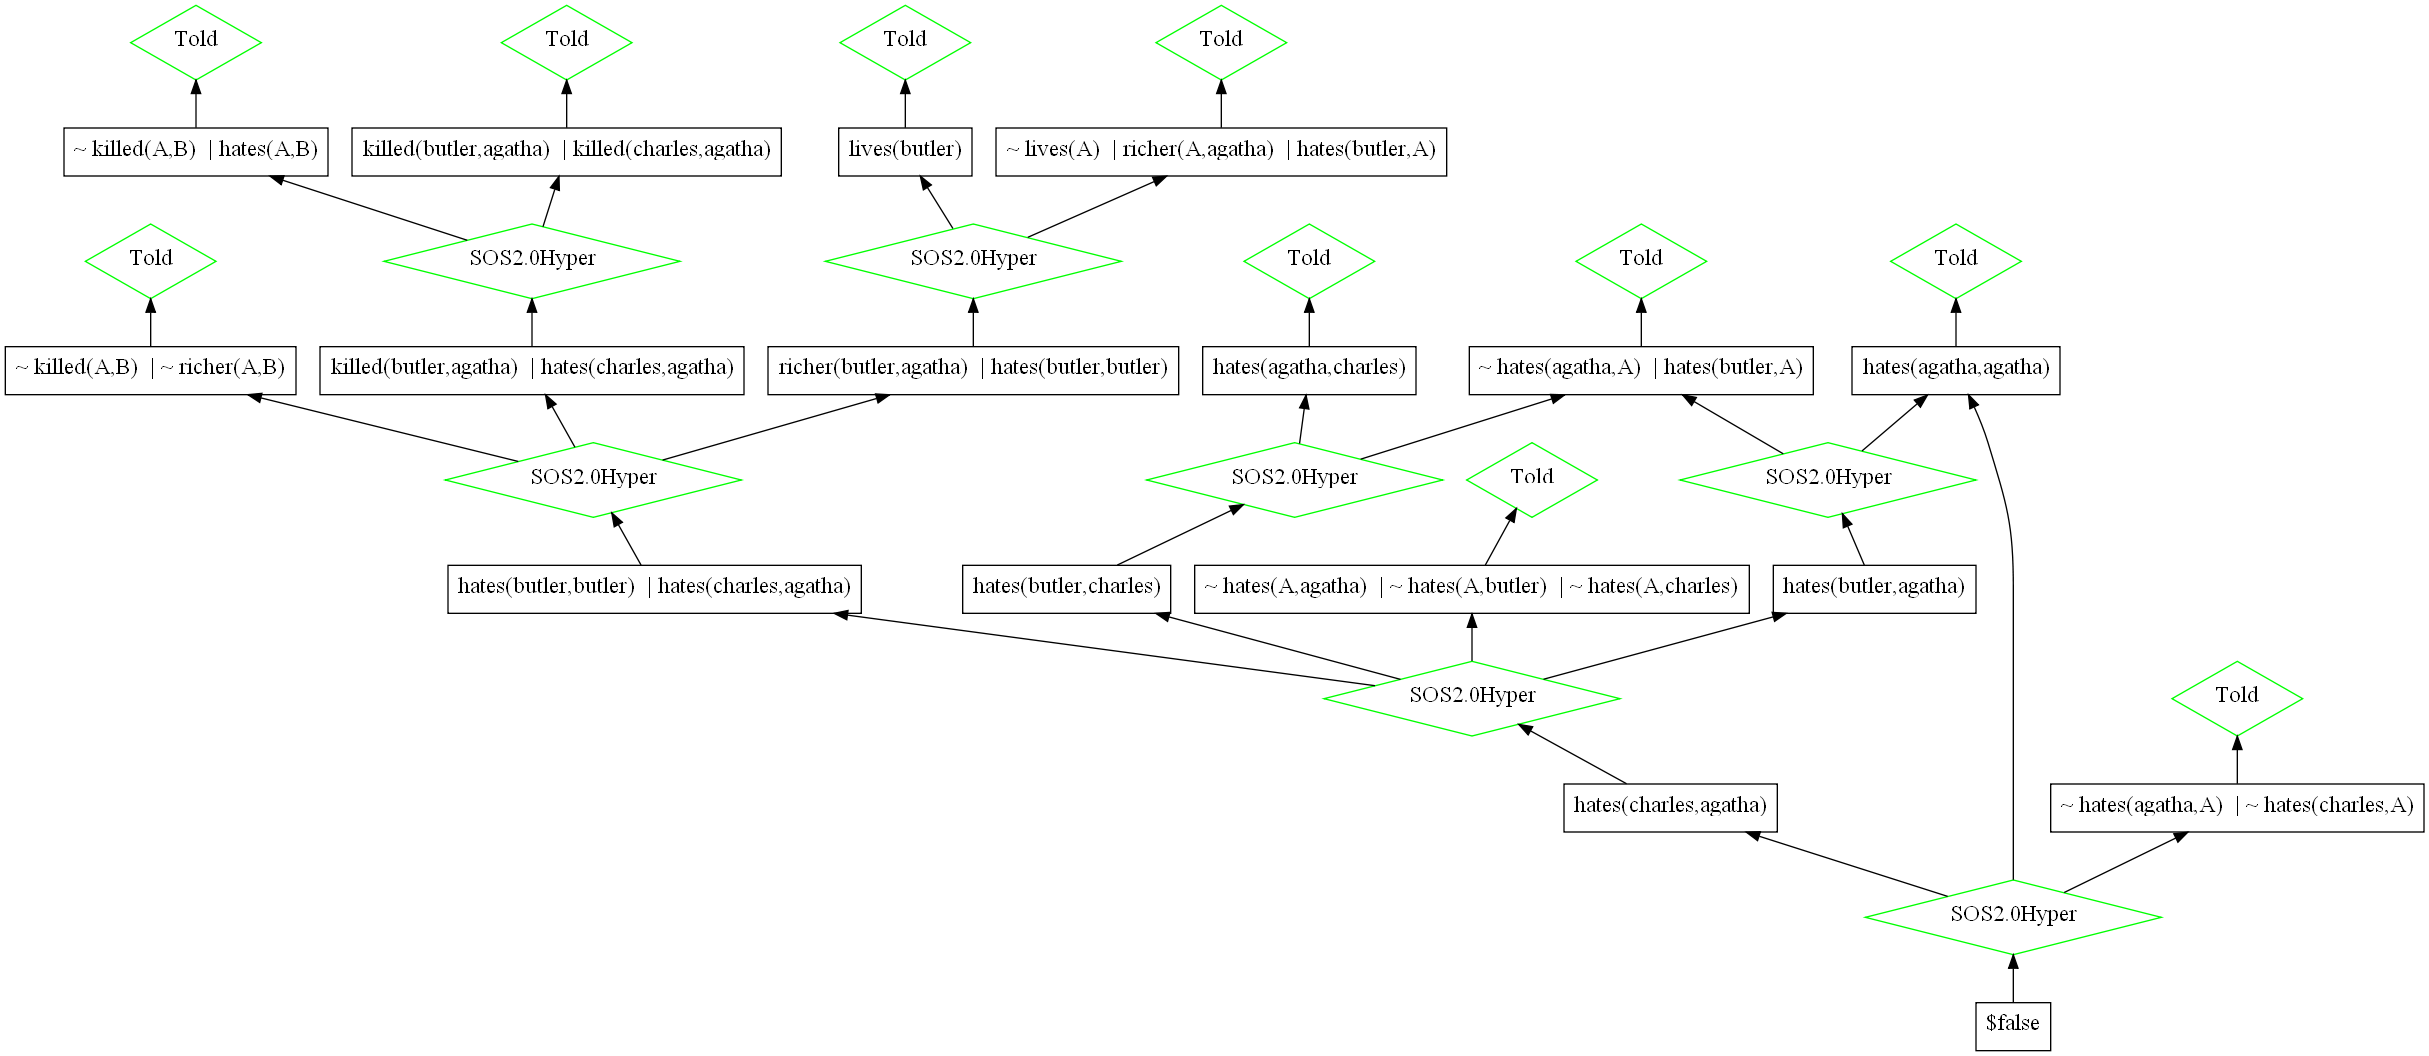 Told
Told
Told
Told
~ killed(A,B) | hates(A,B)
killed(butler,agatha) | killed(charles,agatha)
lives(butler)
~ lives(A) | richer(A,agatha) | hates(butler,A)
Told
SOS2.0Hyper
SOS2.0Hyper
Told
Told
Told
~ killed(A,B) | ~ richer(A,B)
killed(butler,agatha) | hates(charles,agatha)
richer(butler,agatha) | hates(butler,butler)
hates(agatha,charles)
~ hates(agatha,A) | hates(butler,A)
hates(agatha,agatha)
SOS2.0Hyper
SOS2.0Hyper
Told
SOS2.0Hyper
hates(butler,butler) | hates(charles,agatha)
hates(butler,charles)
~ hates(A,agatha) | ~ hates(A,butler) | ~ hates(A,charles)
hates(butler,agatha)
SOS2.0Hyper
Told
hates(charles,agatha)
~ hates(agatha,A) | ~ hates(charles,A)
SOS2.0Hyper
$false